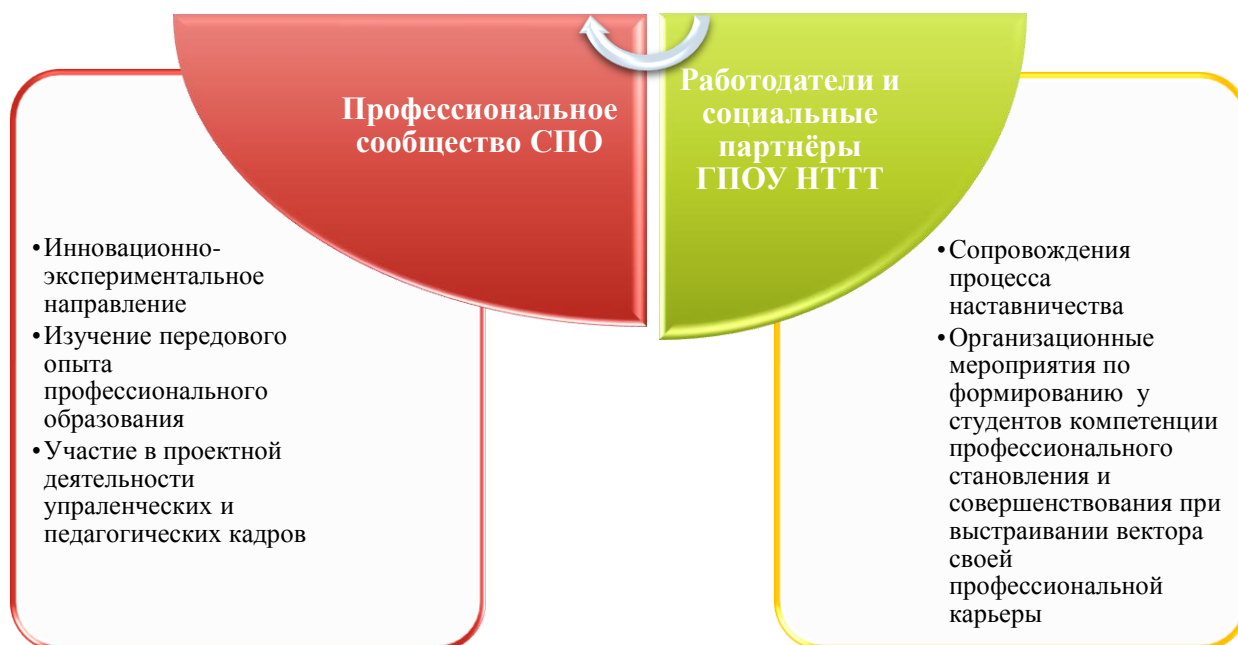 Профессиональное
сообщество СПО
Работодатели и
социальные
партнёры
ГПОУ НТТТ
•Инновационно-
экспериментальное
направление
•Изучение передового
опыта
профессионального
образования
•Участие в проектной
деятельности
упраленческих и
педагогических кадров
•Сопровождения
процесса
наставничества
•Организационные
мероприятия по
формированию у
студентов компетенции
профессионального
становления и
совершенствования при
выстраивании вектора
своей
профессиональной
карьеры